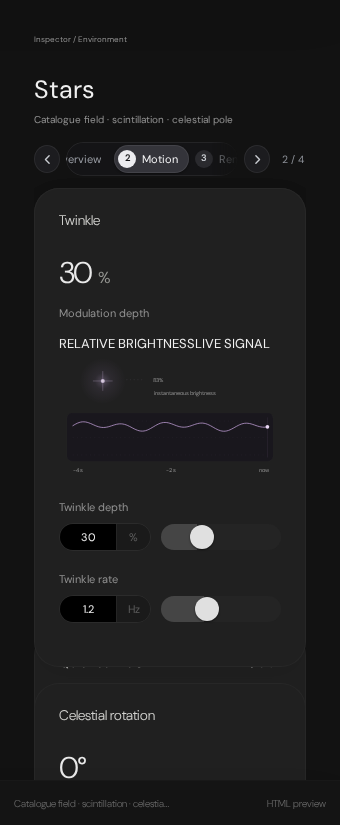 Inspector / Environment
Stars
Catalogue field · scintillation · celestial pole
erview 2 Motion 3 Re 2 / 4
Twinkle
30 %
Modulation depth
RELATIVE BRIGHTNESSLIVE SIGNAL
83%
Instantaneous brightness
−4s −2s now
Twinkle depth
30 %
Twinkle rate
1.2 Hz
Celestial rotation
0°
Catalogue field · scintillation · celestia... HTML preview